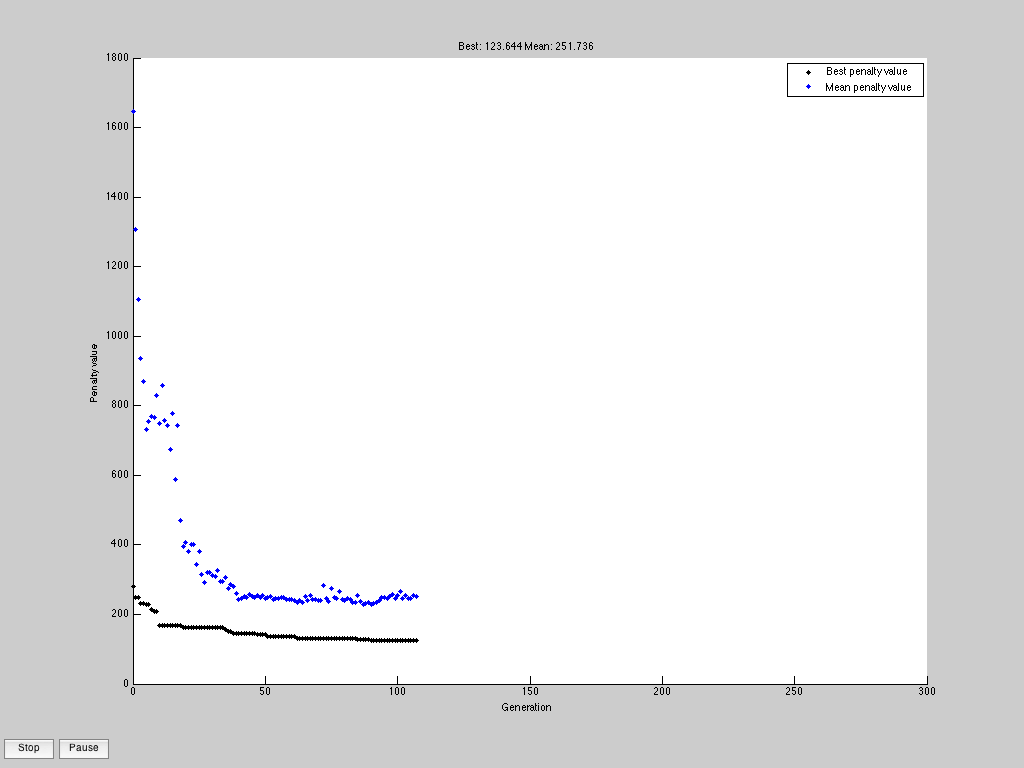 Best: 123.644 Mean: 251.736
1800
Best penalty value
Mean penalty value
1600
1400
1200
1000
Penalty value
800
600
400
200
0
0 50 100 150 200 250 300
Generation
Stop Pause